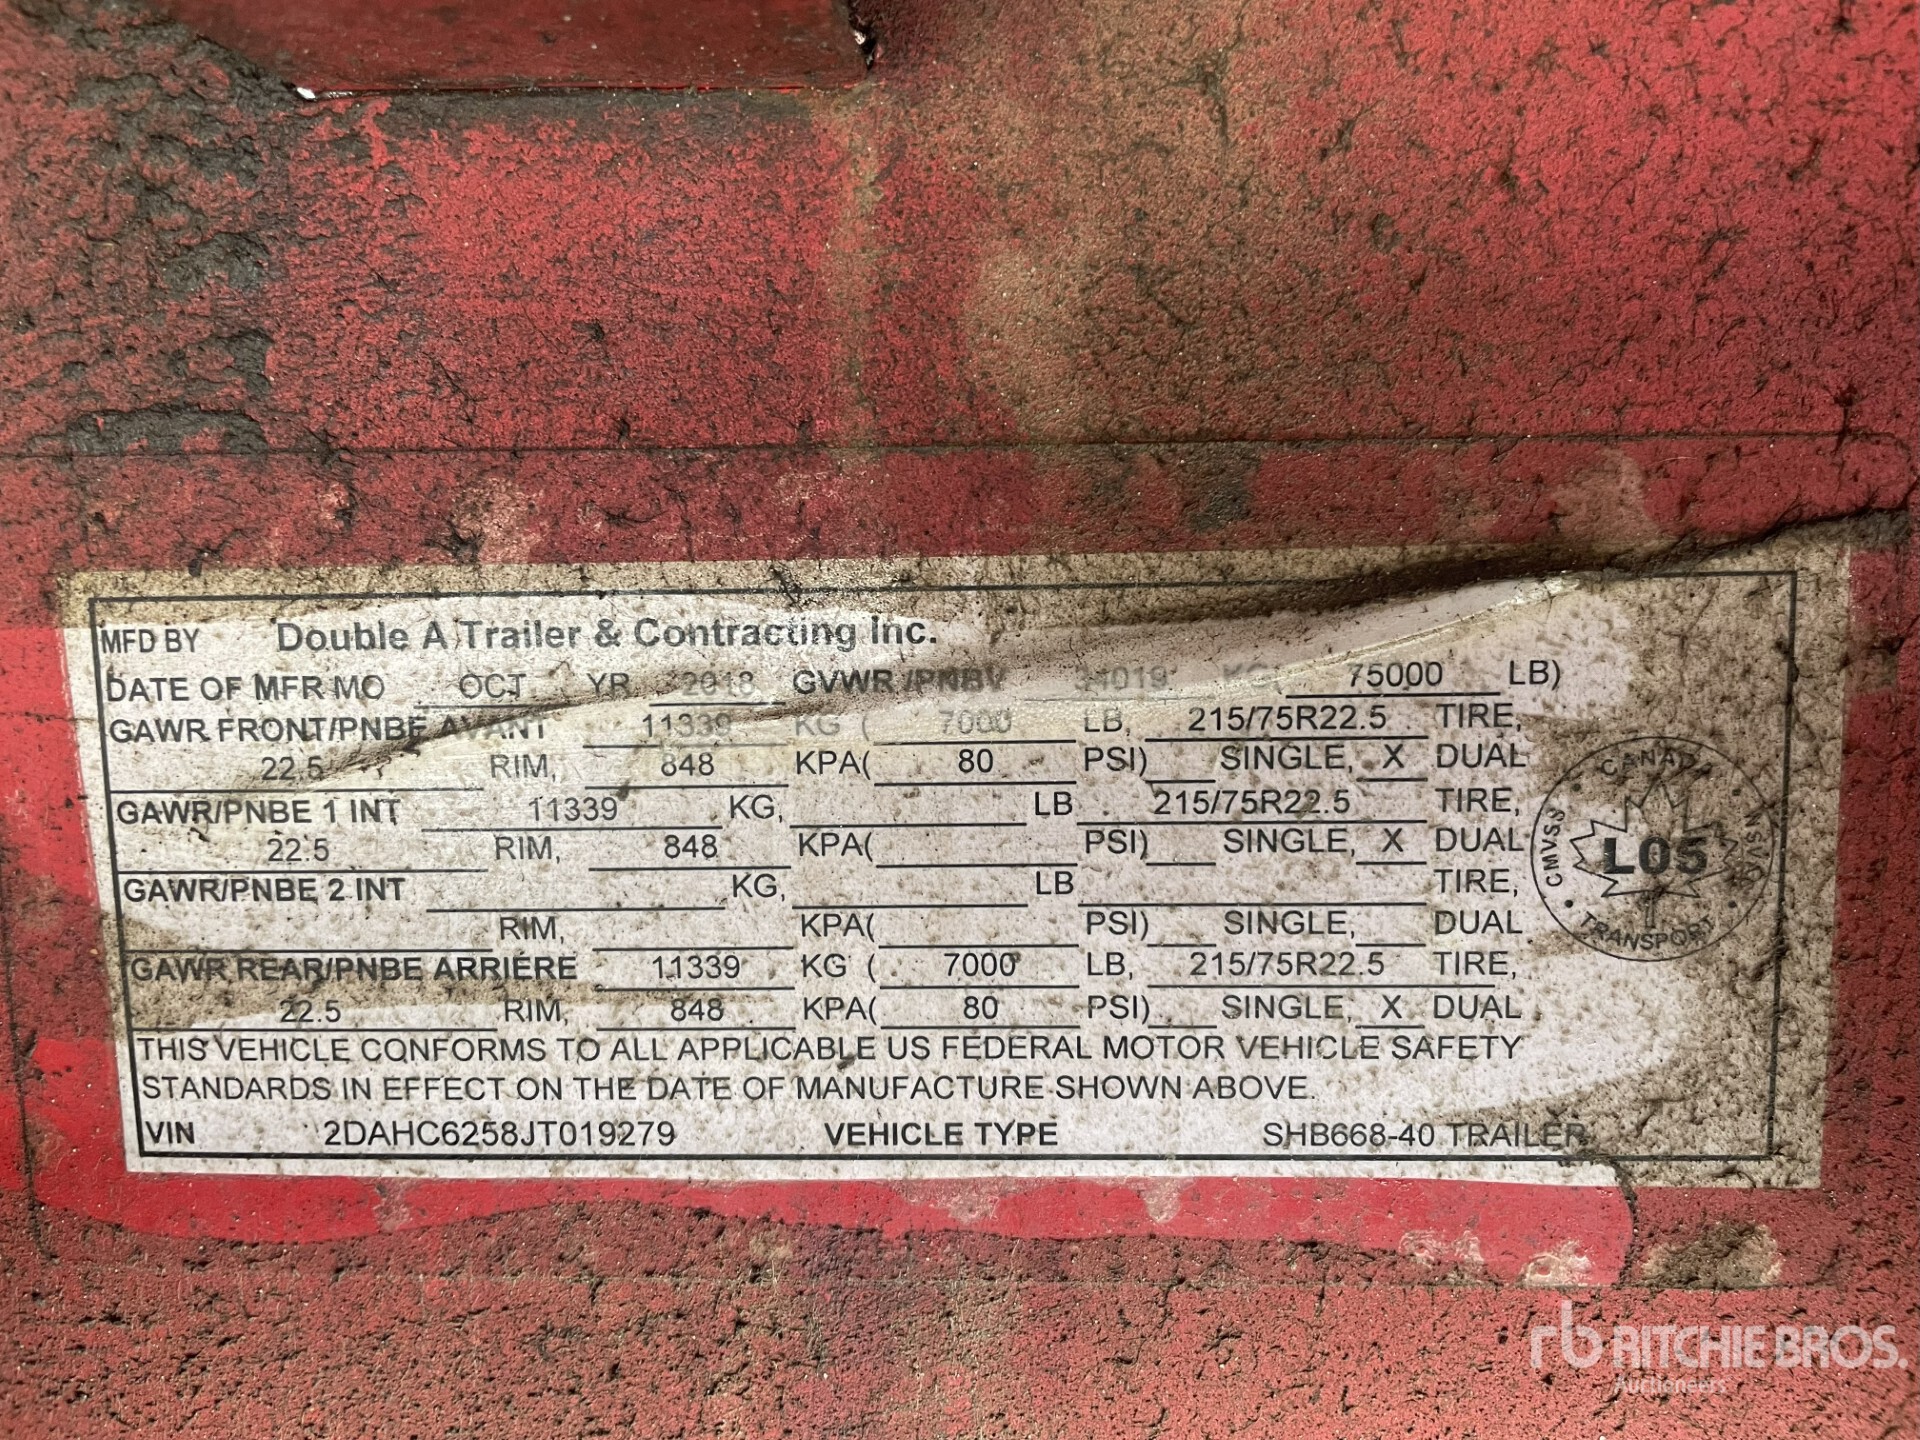 MFD BY Double A Trailer & Contracting Inc.
DATE OF MFR MO OCT YR 2018 GVWR/PNBV 34019 KG( 75000 LB)
GAWR FRONT/PNBE AVANT 11339 KG ( 7000 LB, 215/75R22.5 TIRE,
22.5 RIM, 848 KPA( 80 PSI) SINGLE, X DUAL
GAWR/PNBE 1 INT 11339 KG, LB 215/75R22.5 TIRE,
22.5 RIM, 848 KPA( PSI) SINGLE, X DUAL
GAWR/PNBE 2 INT KG, LB TIRE,
RIM, KPA( PSI) SINGLE, DUAL
GAWR REAR/PNBE ARRIÉRE 11339 KG ( 7000 LB, 215/75R22.5 TIRE,
22.5 RIM, 848 KPA( 80 PSI) SINGLE, X DUAL
THIS VEHICLE CONFORMS TO ALL APPLICABLE US FEDERAL MOTOR VEHICLE SAFETY
STANDARDS IN EFFECT ON THE DATE OF MANUFACTURE SHOWN ABOVE.
VIN 2DAHC6258JT019279 VEHICLE TYPE SHB668-40 TRAILER
CANADA
CMVSS L05 NSVAC
TRANSPORT
rb RITCHIE BROS.
Auctioneers